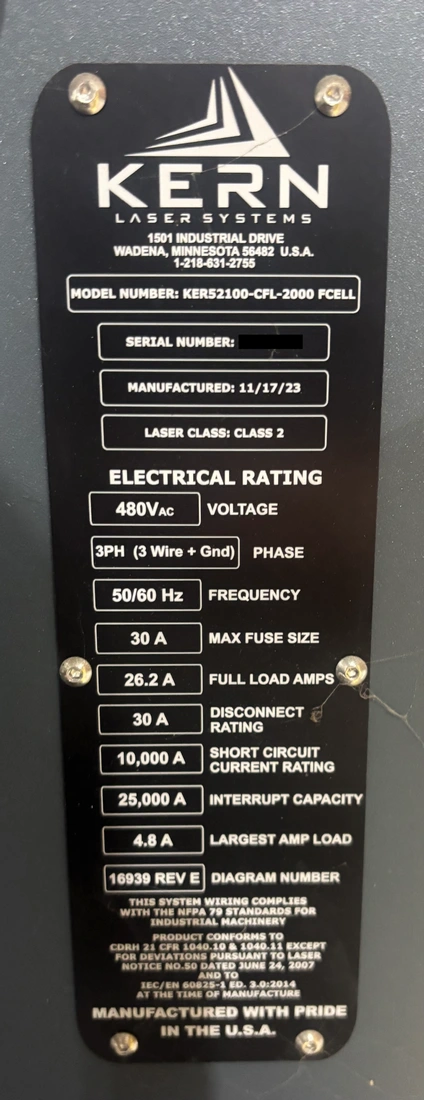 KERN
LASER SYSTEMS
1501 INDUSTRIAL DRIVE
WADENA, MINNESOTA 56482 U.S.A.
1-218-631-2755
MODEL NUMBER: KER52100-CFL-2000 FCELL
SERIAL NUMBER:
MANUFACTURED: 11/17/23
LASER CLASS: CLASS 2
ELECTRICAL RATING
480VAC VOLTAGE
3PH (3 Wire + Gnd) PHASE
50/60 Hz FREQUENCY
30 A MAX FUSE SIZE
26.2 A FULL LOAD AMPS
30 A DISCONNECT
RATING
10,000 A SHORT CIRCUIT
CURRENT RATING
25,000 A INTERRUPT CAPACITY
4.8 A LARGEST AMP LOAD
16939 REV E DIAGRAM NUMBER
THIS SYSTEM WIRING COMPLIES
WITH THE NFPA 79 STANDARDS FOR
INDUSTRIAL MACHINERY
PRODUCT CONFORMS TO
CDRH 21 CFR 1040.10 & 1040.11 EXCEPT
FOR DEVIATIONS PURSUANT TO LASER
NOTICE NO.50 DATED JUNE 24, 2007
AND TO
IEC/EN 60825-1 ED. 3.0:2014
AT THE TIME OF MANUFACTURE
MANUFACTURED WITH PRIDE
IN THE U.S.A.